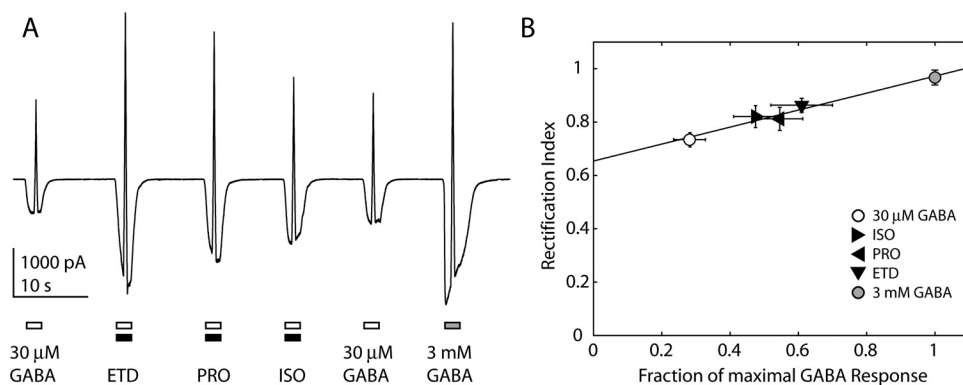 A
1000 pA
10 s
30 μM
GABA
ETD
PRO
ISO
30 μM
GABA
3 mM
GABA
B
Rectification Index
1
0.8
0.6
0.4
0.2
0
0
0.2
0.4
0.6
0.8
1
Fraction of maximal GABA Response
30 μM GABA
ISO
PRO
ETD
3 mM GABA